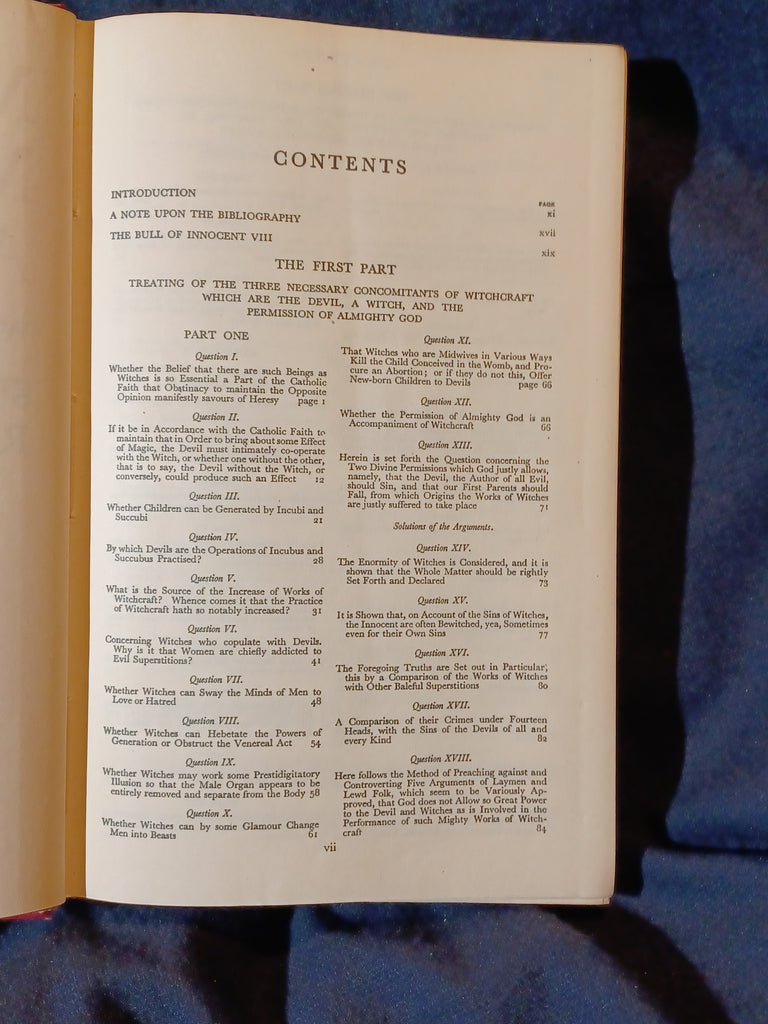 CONTENTS
PAGE
INTRODUCTION xi
A NOTE UPON THE BIBLIOGRAPHY xvii
THE BULL OF INNOCENT VIII xix
THE FIRST PART
TREATING OF THE THREE NECESSARY CONCOMITANTS OF WITCHCRAFT
WHICH ARE THE DEVIL, A WITCH, AND THE
PERMISSION OF ALMIGHTY GOD
PART ONE
Question I.
Whether the Belief that there are such Beings as
Witches is so Essential a Part of the Catholic
Faith that Obstinacy to maintain the Opposite
Opinion manifestly savours of Heresy page 1
Question II.
If it be in Accordance with the Catholic Faith to
maintain that in Order to bring about some Effect
of Magic, the Devil must intimately co-operate
with the Witch, or whether one without the other,
that is to say, the Devil without the Witch, or
conversely, could produce such an Effect 12
Question III.
Whether Children can be Generated by Incubi and
Succubi 21
Question IV.
By which Devils are the Operations of Incubus and
Succubus Practised? 28
Question V.
What is the Source of the Increase of Works of
Witchcraft? Whence comes it that the Practice
of Witchcraft hath so notably increased? 31
Question VI.
Concerning Witches who copulate with Devils.
Why is it that Women are chiefly addicted to
Evil Superstitions? 41
Question VII.
Whether Witches can Sway the Minds of Men to
Love or Hatred 48
Question VIII.
Whether Witches can Hebetate the Powers of
Generation or Obstruct the Venereal Act 54
Question IX.
Whether Witches may work some Prestidigitatory
Illusion so that the Male Organ appears to be
entirely removed and separate from the Body 58
Question X.
Whether Witches can by some Glamour Change
Men into Beasts 61
Question XI.
That Witches who are Midwives in Various Ways
Kill the Child Conceived in the Womb, and Pro-
cure an Abortion; or if they do not this, Offer
New-born Children to Devils page 66
Question XII.
Whether the Permission of Almighty God is an
Accompaniment of Witchcraft 66
Question XIII.
Herein is set forth the Question concerning the
Two Divine Permissions which God justly allows,
namely, that the Devil, the Author of all Evil,
should Sin, and that our First Parents should
Fall, from which Origins the Works of Witches
are justly suffered to take place 71
Solutions of the Arguments.
Question XIV.
The Enormity of Witches is Considered, and it is
shown that the Whole Matter should be rightly
Set Forth and Declared 73
Question XV.
It is Shown that, on Account of the Sins of Witches,
the Innocent are often Bewitched, yea, Sometimes
even for their Own Sins 77
Question XVI.
The Foregoing Truths are Set out in Particular,
this by a Comparison of the Works of Witches
with Other Baleful Superstitions 80
Question XVII.
A Comparison of their Crimes under Fourteen
Heads, with the Sins of the Devils of all and
every Kind 82
Question XVIII.
Here follows the Method of Preaching against and
Controverting Five Arguments of Laymen and
Lewd Folk, which seem to be Variously Ap-
proved, that God does not Allow so Great Power
to the Devil and Witches as is Involved in the
Performance of such Mighty Works of Witch-
craft 84
vii